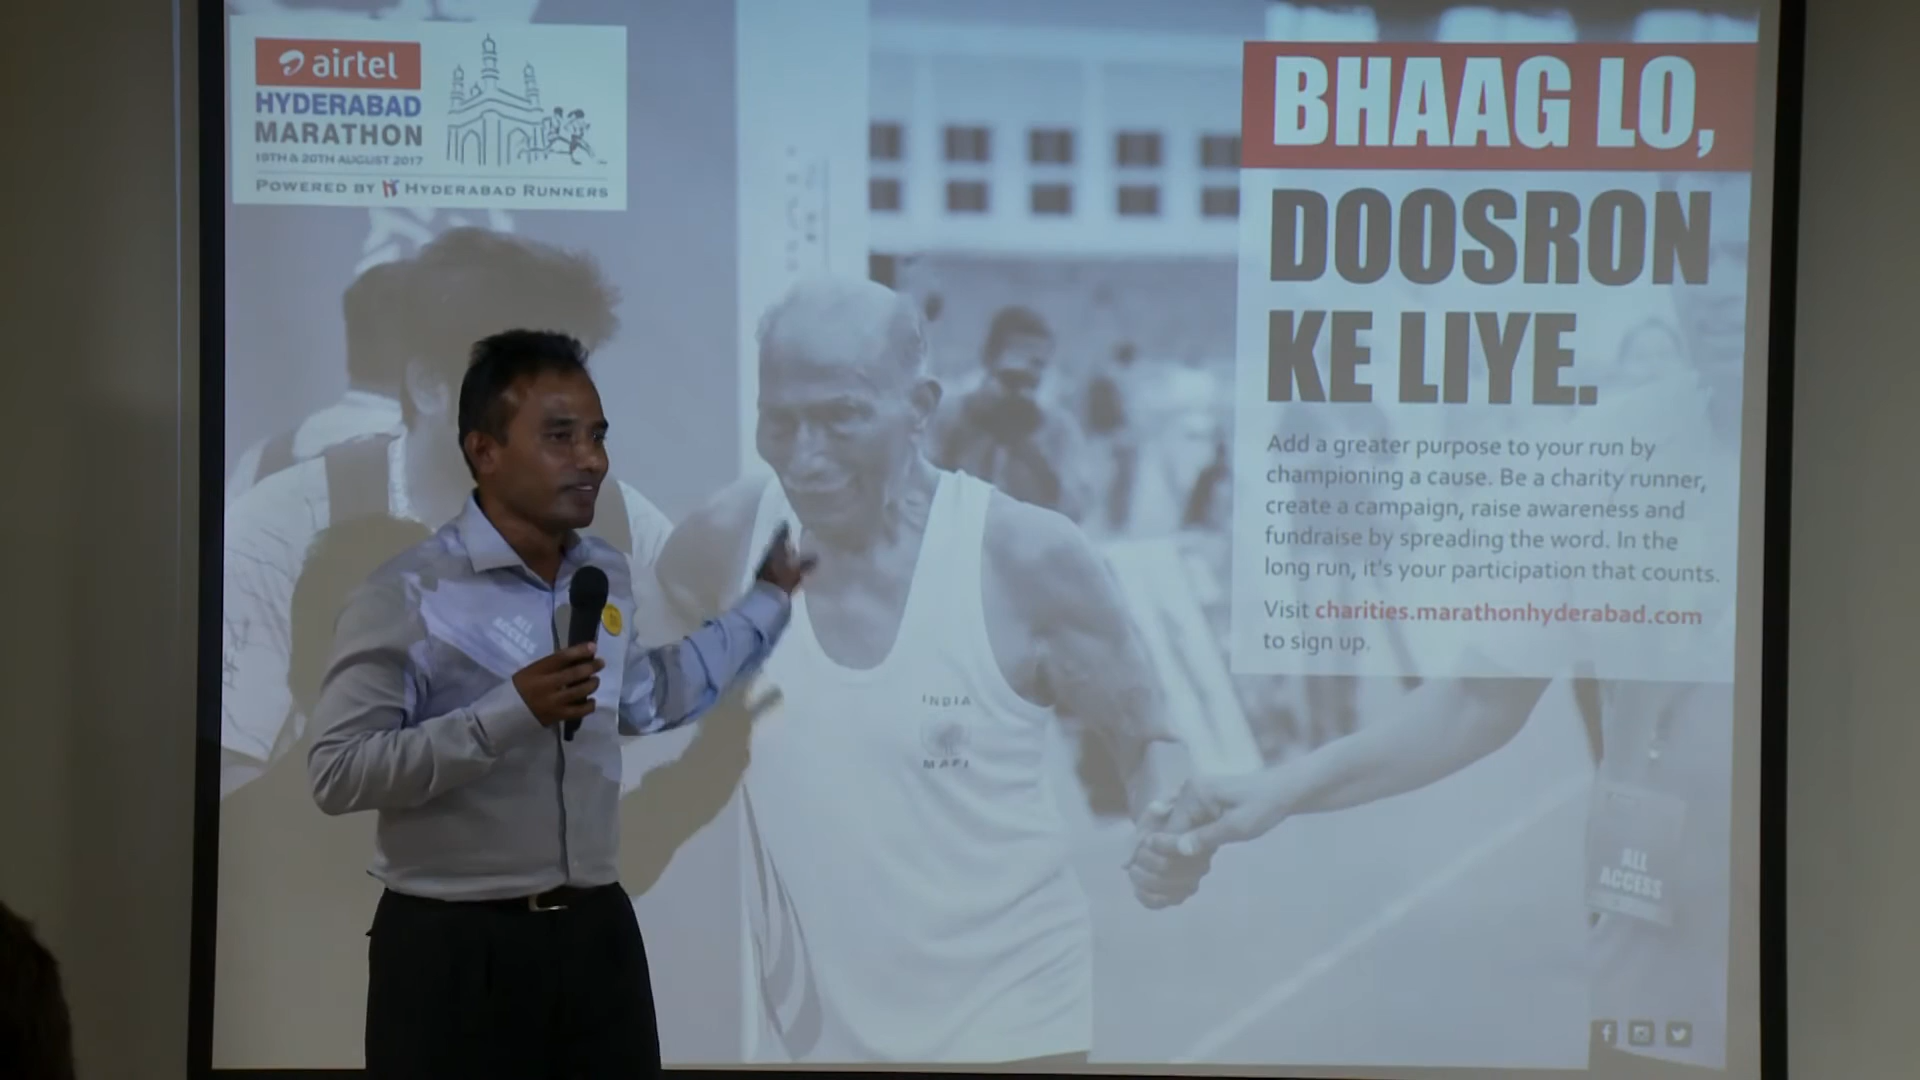 airtel
HYDERABAD
MARATHON
19TH & 20TH AUGUST 2017
POWERED BY HYDERABAD RUNNERS
BHAAG LO,
DOOSRON
KE LIYE.
Add a greater purpose to your run by
championing a cause. Be a charity runner,
create a campaign, raise awareness and
fundraise by spreading the word. In the
long run, it's your participation that counts.
Visit charities.marathonhyderabad.com
to sign up.
ALL
ACCESS
INDIA
MAFI
ALL
ACCESS